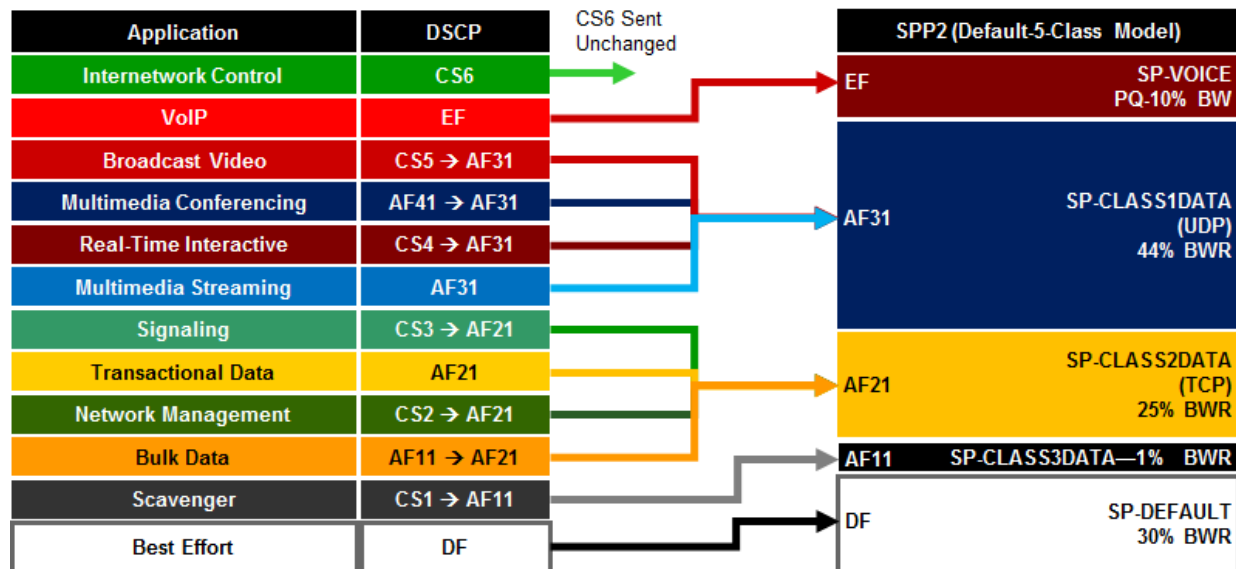 CS6 Sent
Unchanged
Application DSCP
Internetwork Control CS6
VoIP EF
Broadcast Video CS5 → AF31
Multimedia Conferencing AF41 → AF31
Real-Time Interactive CS4 → AF31
Multimedia Streaming AF31
Signaling CS3 → AF21
Transactional Data AF21
Network Management CS2 → AF21
Bulk Data AF11 → AF21
Scavenger CS1 → AF11
Best Effort DF
SPP2 (Default-5-Class Model)
EF SP-VOICE
PQ-10% BW
AF31 SP-CLASS1DATA
(UDP)
44% BWR
AF21 SP-CLASS2DATA
(TCP)
25% BWR
AF11 SP-CLASS3DATA—1% BWR
DF SP-DEFAULT
30% BWR